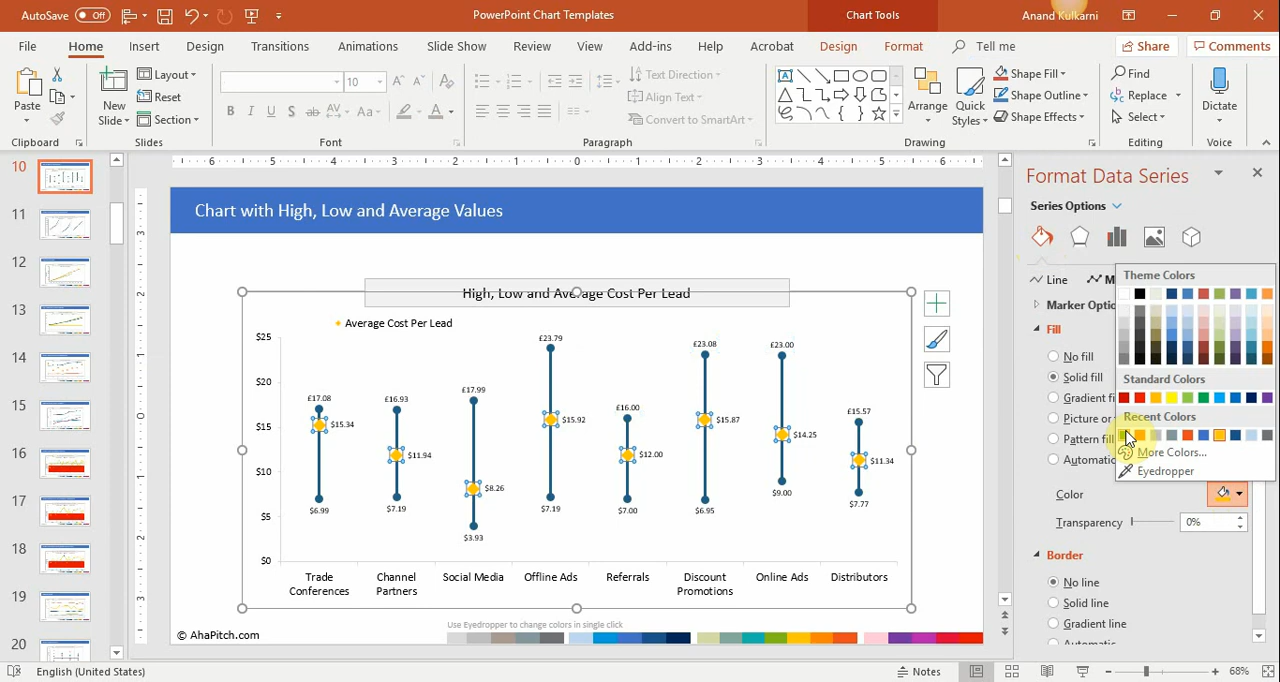 AutoSave Off PowerPoint Chart Templates Chart Tools Anand Kulkarni
File Home Insert Design Transitions Animations Slide Show Review View Add-ins Help Acrobat Design Format Tell me Share Comments
Paste New Slide Layout Reset Section 10 Text Direction Align Text Convert to SmartArt Arrange Quick Styles Shape Fill Shape Outline Shape Effects Find Replace Select Dictate
Clipboard Slides Font Paragraph Drawing Editing Voice
10
11
12
13
14
15
16
17
18
19
20
Chart with High, Low and Average Values
High, Low and Average Cost Per Lead
Average Cost Per Lead
$25
$20
$15
$10
$5
$0
£17.08 £16.93 £17.99 £23.79 £16.00 £23.08 £23.00 £15.57
$15.34 $11.94 $8.26 $15.92 $12.00 $15.87 $14.25 $11.34
$6.99 $7.19 $3.93 $7.19 $7.00 $6.95 $9.00 $7.77
Trade Conferences Channel Partners Social Media Offline Ads Referrals Discount Promotions Online Ads Distributors
Use Eyedropper to change colors in single click
© AhaPitch.com
Format Data Series
Series Options
Line
Marker Optio
Fill
No fill
Solid fill
Gradient fi
Picture or
Pattern fill
Automatic
Theme Colors
Standard Colors
Recent Colors
More Colors...
Eyedropper
Color
Transparency 0%
Border
No line
Solid line
Gradient line
Automatic
English (United States) Notes 68%